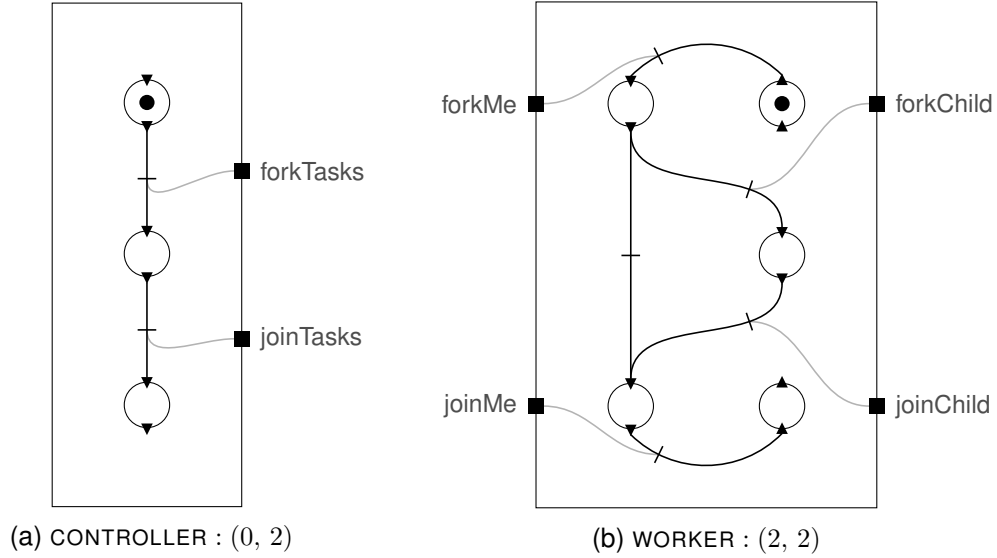 forkMe
forkChild
forkTasks
joinTasks
joinMe
joinChild
(a) CONTROLLER : (0, 2)
(b) WORKER : (2, 2)